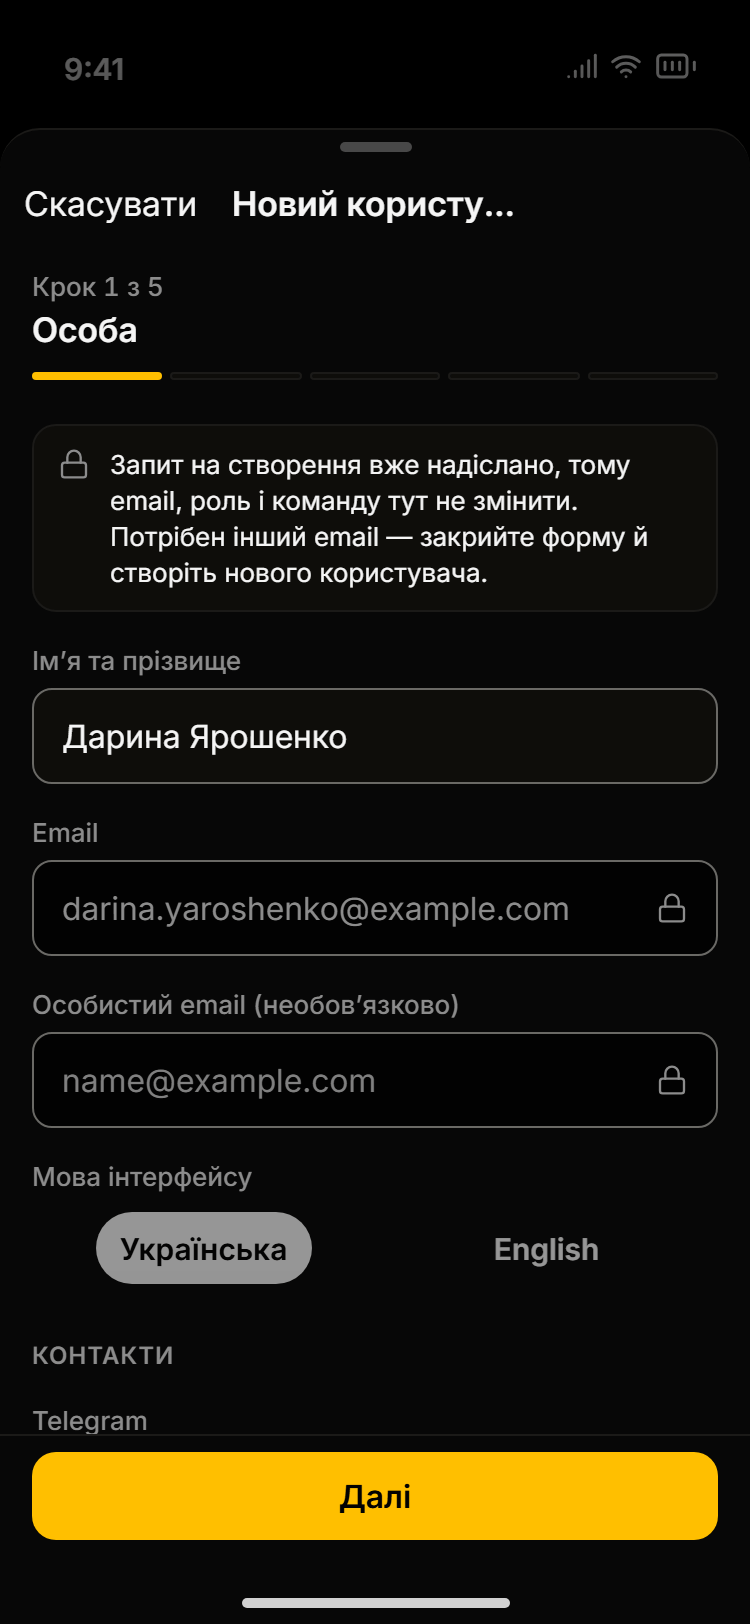 9:41
Скасувати Новий користу...
Крок 1 з 5
Особа
Запит на створення вже надіслано, тому
email, роль і команду тут не змінити.
Потрібен інший email — закрийте форму й
створіть нового користувача.
Ім’я та прізвище
Дарина Ярошенко
Email
darina.yaroshenko@example.com
Особистий email (необов’язково)
name@example.com
Мова інтерфейсу
Українська English
КОНТАКТИ
Telegram
Далі